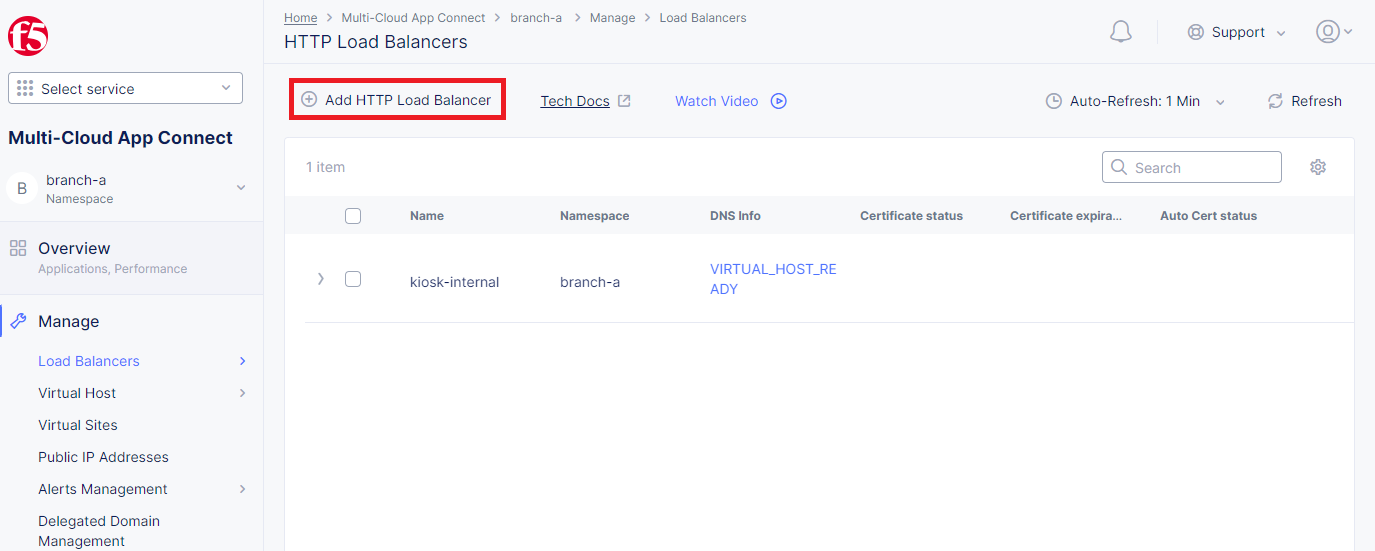 f5
Select service
Multi-Cloud App Connect
B
branch-a
Namespace
Overview
Applications, Performance
Manage
Load Balancers
Virtual Host
Virtual Sites
Public IP Addresses
Alerts Management
Delegated Domain
Management
Home > Multi-Cloud App Connect > branch-a > Manage > Load Balancers
HTTP Load Balancers
Support
Add HTTP Load Balancer
Tech Docs
Watch Video
Auto-Refresh: 1 Min
Refresh
1 item
Search
Name Namespace DNS Info Certificate status Certificate expira... Auto Cert status
kiosk-internal branch-a VIRTUAL_HOST_RE
ADY